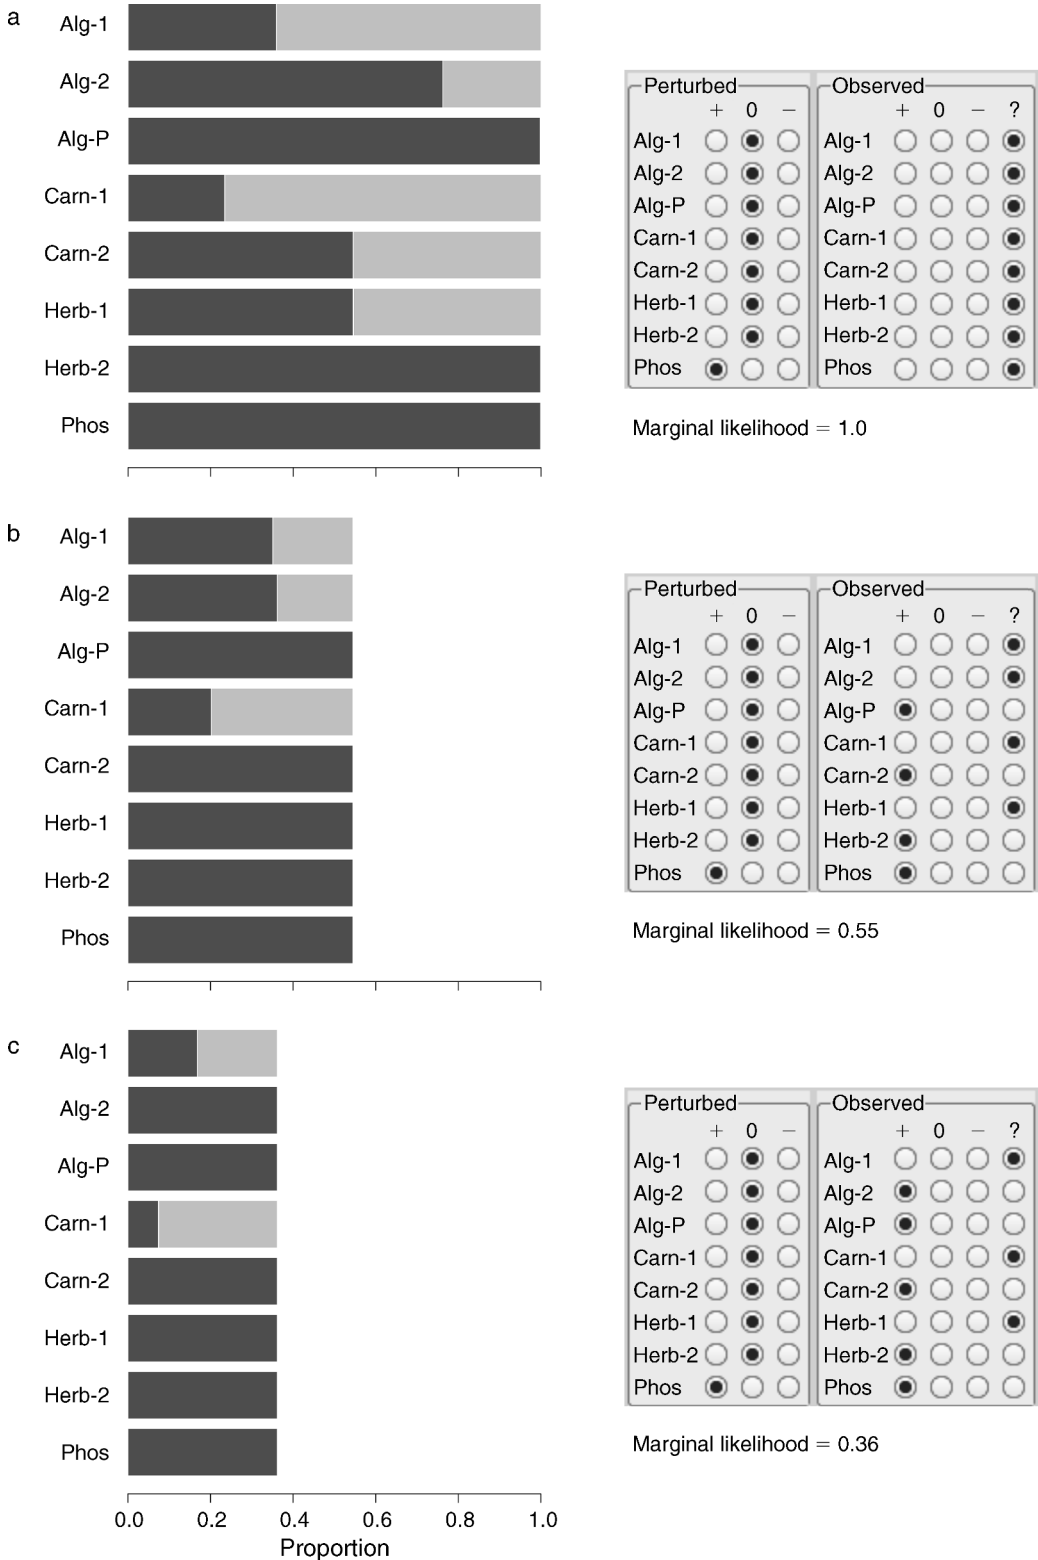 a
Alg-1
Alg-2
Alg-P
Carn-1
Carn-2
Herb-1
Herb-2
Phos
Perturbed Observed
+ 0 − + 0 − ?
Alg-1 Alg-1
Alg-2 Alg-2
Alg-P Alg-P
Carn-1 Carn-1
Carn-2 Carn-2
Herb-1 Herb-1
Herb-2 Herb-2
Phos Phos
Marginal likelihood = 1.0
b
Alg-1
Alg-2
Alg-P
Carn-1
Carn-2
Herb-1
Herb-2
Phos
Perturbed Observed
+ 0 − + 0 − ?
Alg-1 Alg-1
Alg-2 Alg-2
Alg-P Alg-P
Carn-1 Carn-1
Carn-2 Carn-2
Herb-1 Herb-1
Herb-2 Herb-2
Phos Phos
Marginal likelihood = 0.55
c
Alg-1
Alg-2
Alg-P
Carn-1
Carn-2
Herb-1
Herb-2
Phos
Perturbed Observed
+ 0 − + 0 − ?
Alg-1 Alg-1
Alg-2 Alg-2
Alg-P Alg-P
Carn-1 Carn-1
Carn-2 Carn-2
Herb-1 Herb-1
Herb-2 Herb-2
Phos Phos
Marginal likelihood = 0.36
0.0 0.2 0.4 0.6 0.8 1.0
Proportion